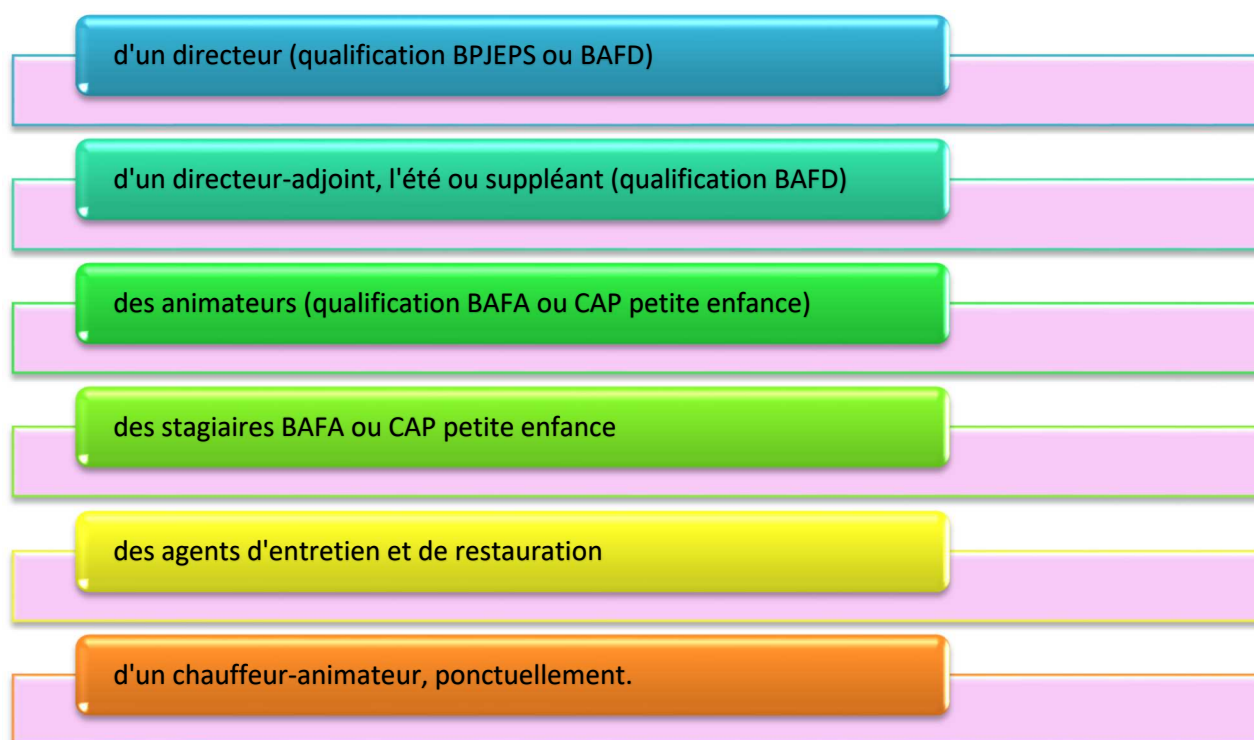 d'un directeur (qualification BPJEPS ou BAFD)
d'un directeur-adjoint, l'été ou suppléant (qualification BAFD)
des animateurs (qualification BAFA ou CAP petite enfance)
des stagiaires BAFA ou CAP petite enfance
des agents d'entretien et de restauration
d'un chauffeur-animateur, ponctuellement.